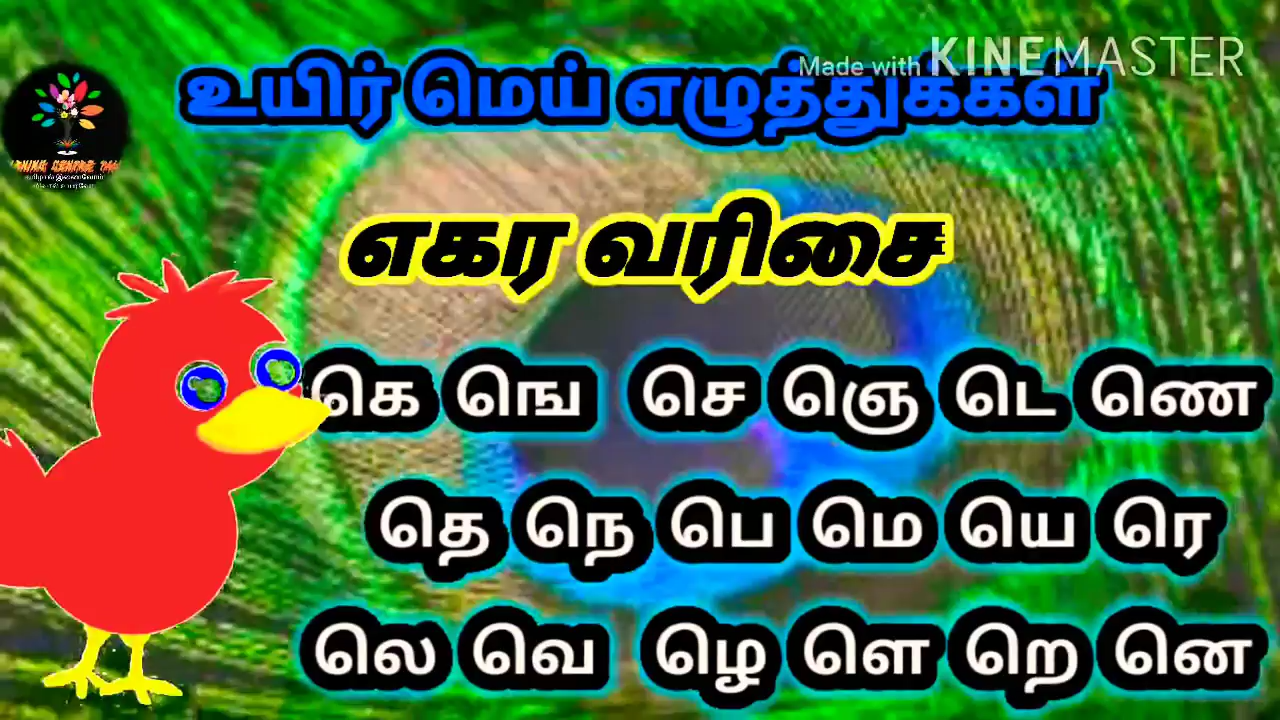 Made with KINEMASTER
உயிர் மெய் எழுத்துக்கள்
எகர வரிசை
கெ ஙெ செ ஞெ டெ ணெ
தெ நெ பெ மெ யெ ரெ
லெ வெ ழெ ளெ றெ னெ